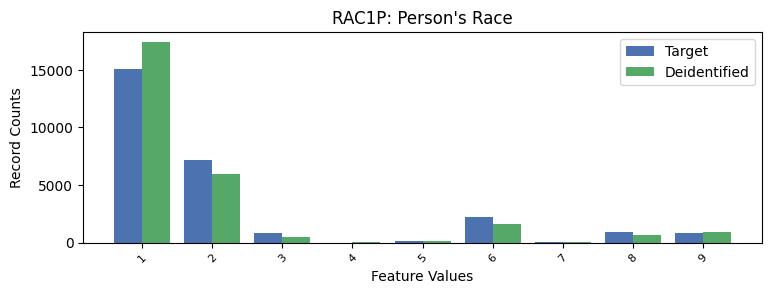 RAC1P: Person's Race
Target
Deidentified
Record Counts
15000
10000
5000
0
1 2 3 4 5 6 7 8 9
Feature Values